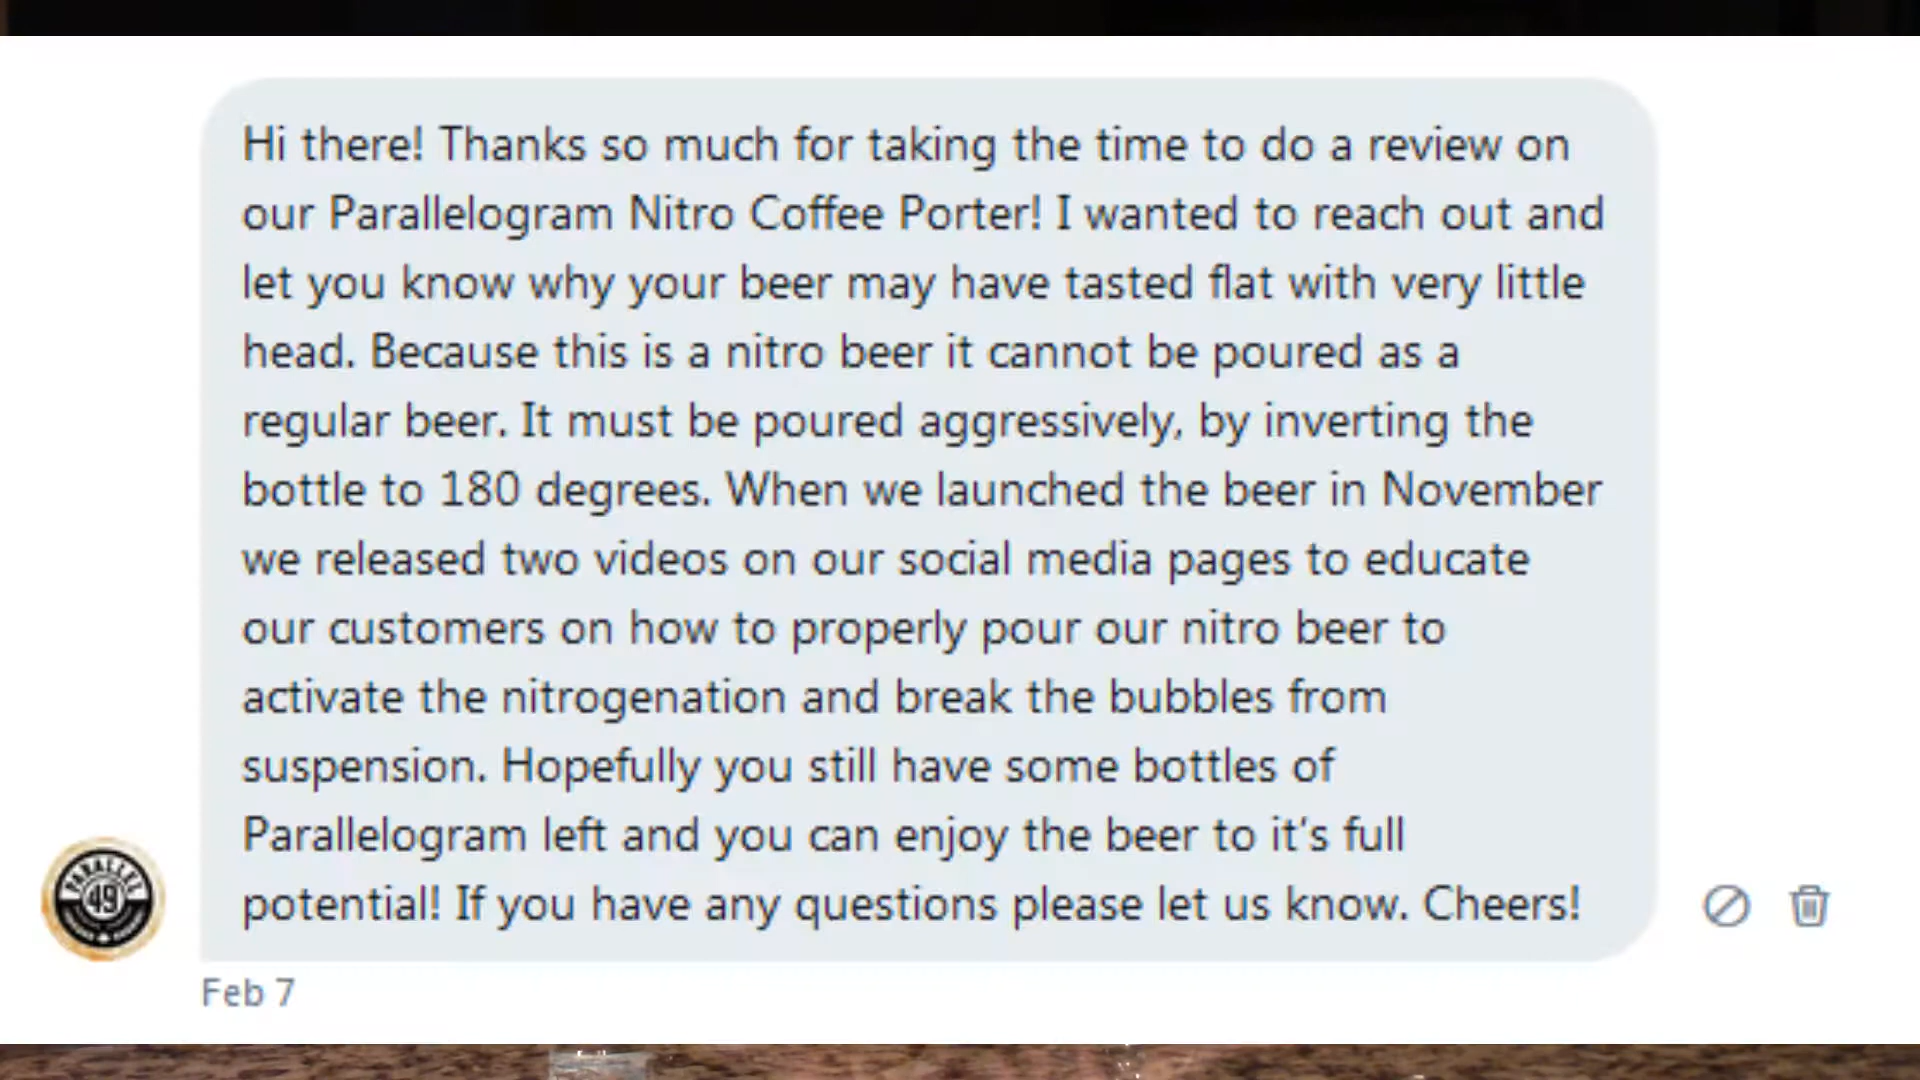 Hi there! Thanks so much for taking the time to do a review on
our Parallelogram Nitro Coffee Porter! I wanted to reach out and
let you know why your beer may have tasted flat with very little
head. Because this is a nitro beer it cannot be poured as a
regular beer. It must be poured aggressively, by inverting the
bottle to 180 degrees. When we launched the beer in November
we released two videos on our social media pages to educate
our customers on how to properly pour our nitro beer to
activate the nitrogenation and break the bubbles from
suspension. Hopefully you still have some bottles of
Parallelogram left and you can enjoy the beer to it's full
potential! If you have any questions please let us know. Cheers!
PARALLEL
49
Feb 7